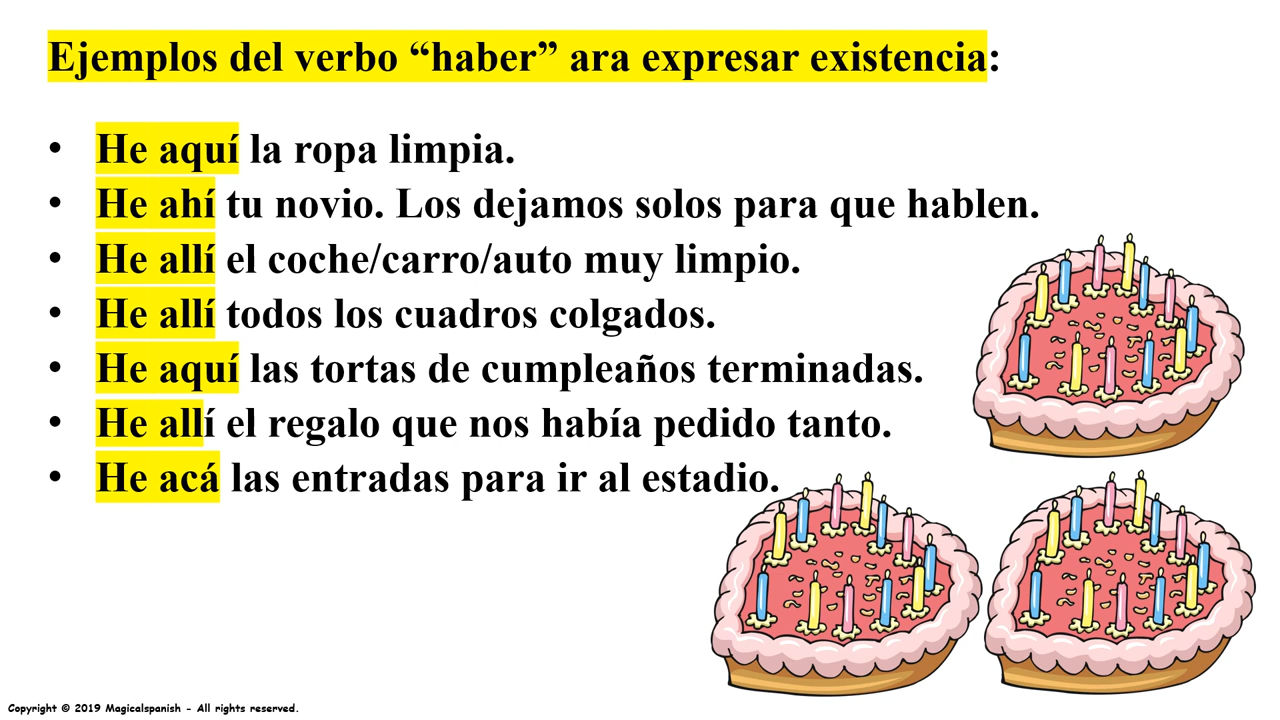 Ejemplos del verbo “haber” ara expresar existencia:
• He aquí la ropa limpia.
• He ahí tu novio. Los dejamos solos para que hablen.
• He allí el coche/carro/auto muy limpio.
• He allí todos los cuadros colgados.
• He aquí las tortas de cumpleaños terminadas.
• He allí el regalo que nos había pedido tanto.
• He acá las entradas para ir al estadio.
Copyright © 2019 Magicalspanish - All rights reserved.